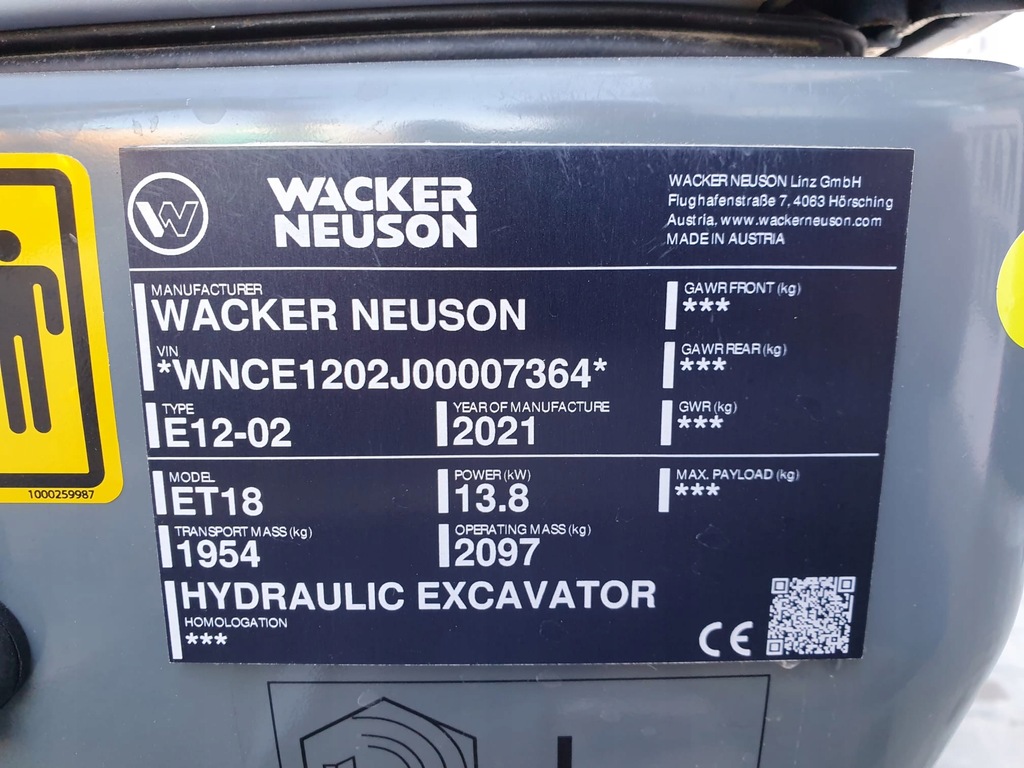 WACKER
NEUSON
WACKER NEUSON Linz GmbH
Flughafenstraße 7, 4063 Hörsching
Austria, www.wackerneuson.com
MADE IN AUSTRIA
MANUFACTURER
WACKER NEUSON
GAWR FRONT (kg)
***
VIN
*WNCE1202J00007364*
GAWR REAR (kg)
***
TYPE
E12-02
YEAR OF MANUFACTURE
2021
GWR (kg)
***
MODEL
ET18
POWER (kW)
13.8
MAX. PAYLOAD (kg)
***
TRANSPORT MASS (kg)
1954
OPERATING MASS (kg)
2097
HYDRAULIC EXCAVATOR
HOMOLOGATION
***
CE
1000259987